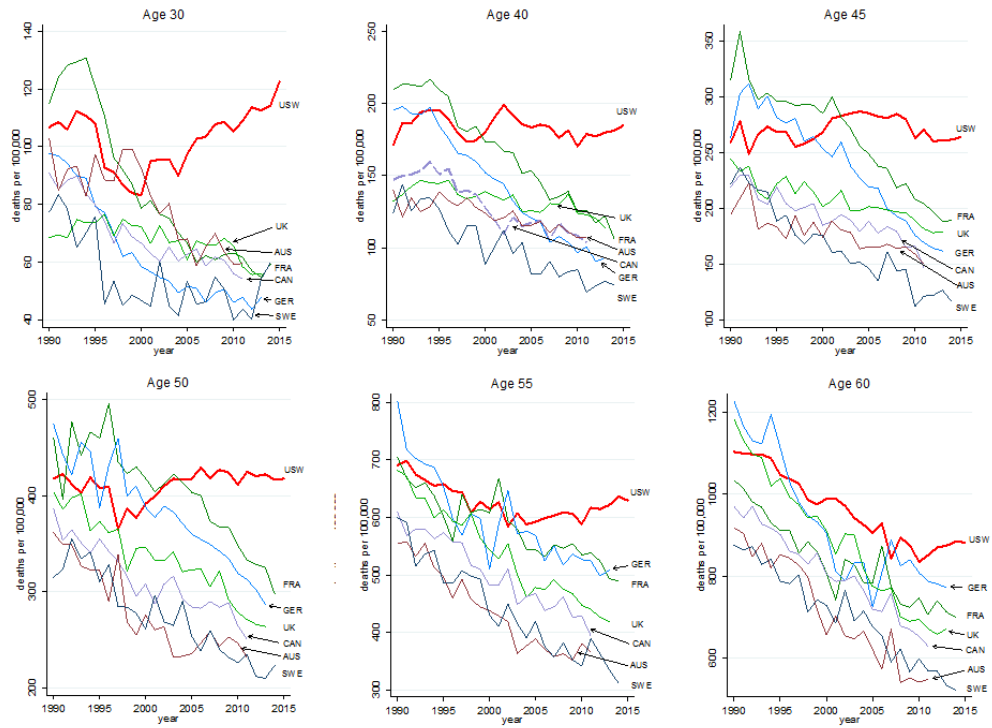 Age 30
deaths per 100,000
140
120
100
80
60
40
USW
UK
AUS
FRA
CAN
GER
SWE
1990
1995
2000
2005
2010
2015
year
Age 40
deaths per 100,000
250
200
150
100
50
USW
UK
FRA
AUS
CAN
GER
SWE
1990
1995
2000
2005
2010
2015
year
Age 45
deaths per 100,000
350
300
250
200
150
100
USW
FRA
UK
GER
CAN
AUS
SWE
1990
1995
2000
2005
2010
2015
year
Age 50
deaths per 100,000
500
400
300
200
USW
FRA
GER
UK
CAN
AUS
SWE
1990
1995
2000
2005
2010
2015
year
Age 55
deaths per 100,000
800
700
600
500
400
300
USW
GER
FRA
UK
CAN
AUS
SWE
1990
1995
2000
2005
2010
2015
year
Age 60
deaths per 100,000
1200
1000
800
600
USW
GER
FRA
UK
CAN
AUS
SWE
1990
1995
2000
2005
2010
2015
year